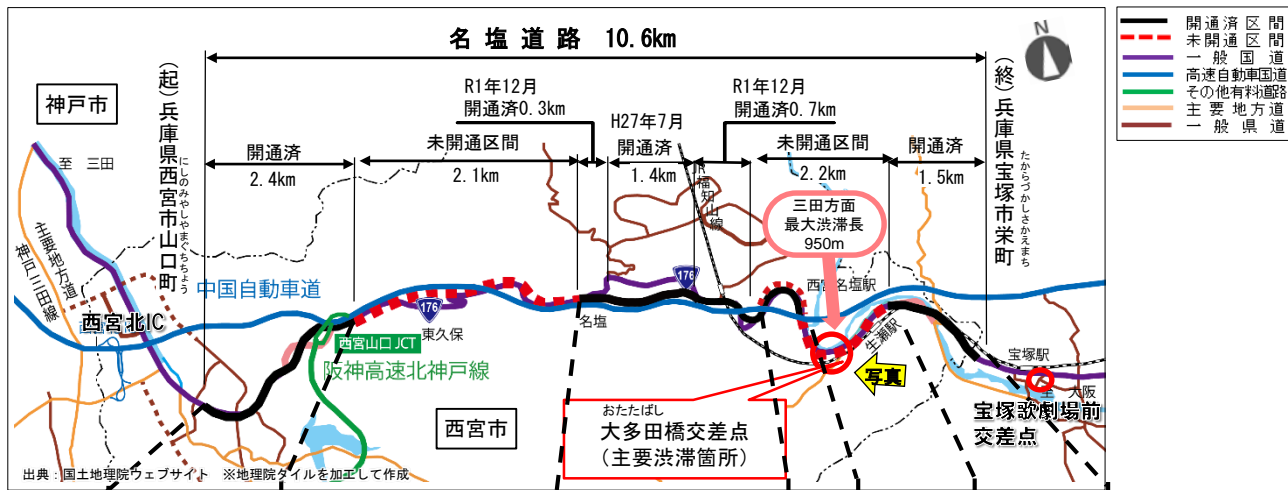 名塩道路 10.6km
(起)兵庫県西宮市山口町
にしのみやしやまぐちちょう
(終)兵庫県宝塚市栄町
たからづかしさかえまち
N
開通済区間
未開通区間
一般国道
高速自動車国道
その他有料道路
主要地方道
一般県道
神戸市
R1年12月
開通済0.3km
R1年12月
開通済0.7km
H27年7月
開通済
1.4km
開通済
2.4km
未開通区間
2.1km
未開通区間
2.2km
開通済
1.5km
至 三田
主要地方道
神戸三田線
JR福知山線
三田方面
最大渋滞長
950m
中国自動車道
西宮北IC
176
東久保
名塩
176
西宮名塩駅
生瀬駅
宝塚駅
西宮山口JCT
阪神高速北神戸線
写真
至 大阪
宝塚歌劇場前
交差点
西宮市
おたたばし
大多田橋交差点
(主要渋滞箇所)
出典:国土地理院ウェブサイト ※地理院タイルを加工して作成